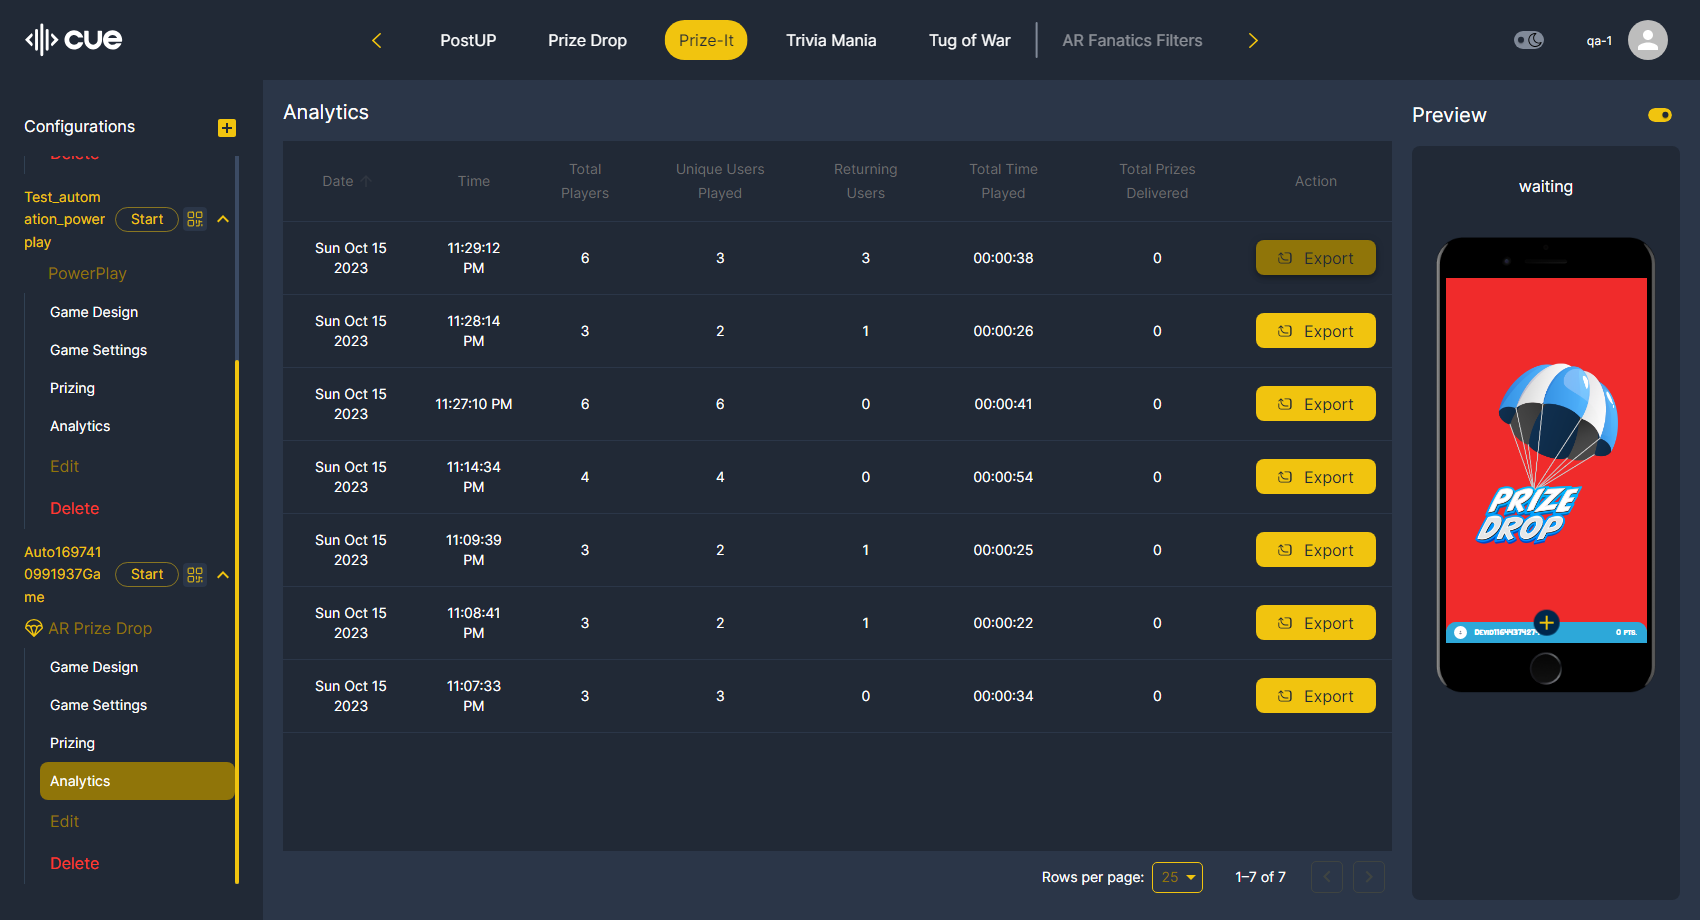 cue
PostUP
Prize Drop
Prize-It
Trivia Mania
Tug of War
AR Fanatics Filters
qa-1
Configurations
Delete
Test_autom
ation_power
play
Start
PowerPlay
Game Design
Game Settings
Prizing
Analytics
Edit
Delete
Auto169741
0991937Ga
me
Start
AR Prize Drop
Game Design
Game Settings
Prizing
Analytics
Edit
Delete
Analytics
Date
Time
Total
Players
Unique Users
Played
Returning
Users
Total Time
Played
Total Prizes
Delivered
Action
Sun Oct 15
2023
11:29:12
PM
6
3
3
00:00:38
0
Export
Sun Oct 15
2023
11:28:14
PM
3
2
1
00:00:26
0
Export
Sun Oct 15
2023
11:27:10 PM
6
6
0
00:00:41
0
Export
Sun Oct 15
2023
11:14:34
PM
4
4
0
00:00:54
0
Export
Sun Oct 15
2023
11:09:39
PM
3
2
1
00:00:25
0
Export
Sun Oct 15
2023
11:08:41
PM
3
2
1
00:00:22
0
Export
Sun Oct 15
2023
11:07:33
PM
3
3
0
00:00:34
0
Export
Rows per page:
25
1–7 of 7
Preview
waiting
PRIZE
DROP
0 PTS.